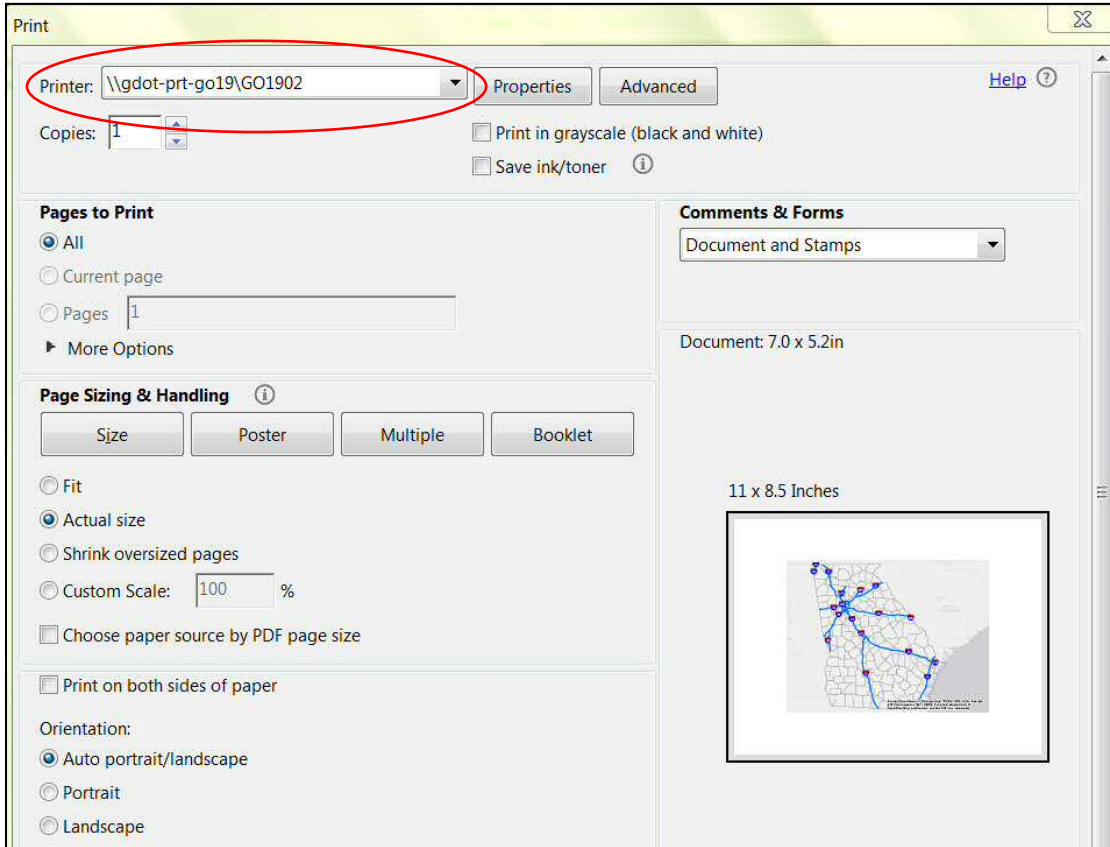 Print
Printer: \\gdot-prt-go19\GO1902 Properties Advanced Help
Copies: 1 Print in grayscale (black and white)
Save ink/toner
Pages to Print
All
Current page
Pages 1
More Options
Comments & Forms
Document and Stamps
Page Sizing & Handling
Size Poster Multiple Booklet
Fit
Actual size
Shrink oversized pages
Custom Scale: 100 %
Choose paper source by PDF page size
Print on both sides of paper
Orientation:
Auto portrait/landscape
Portrait
Landscape
Document: 7.0 x 5.2in
11 x 8.5 Inches